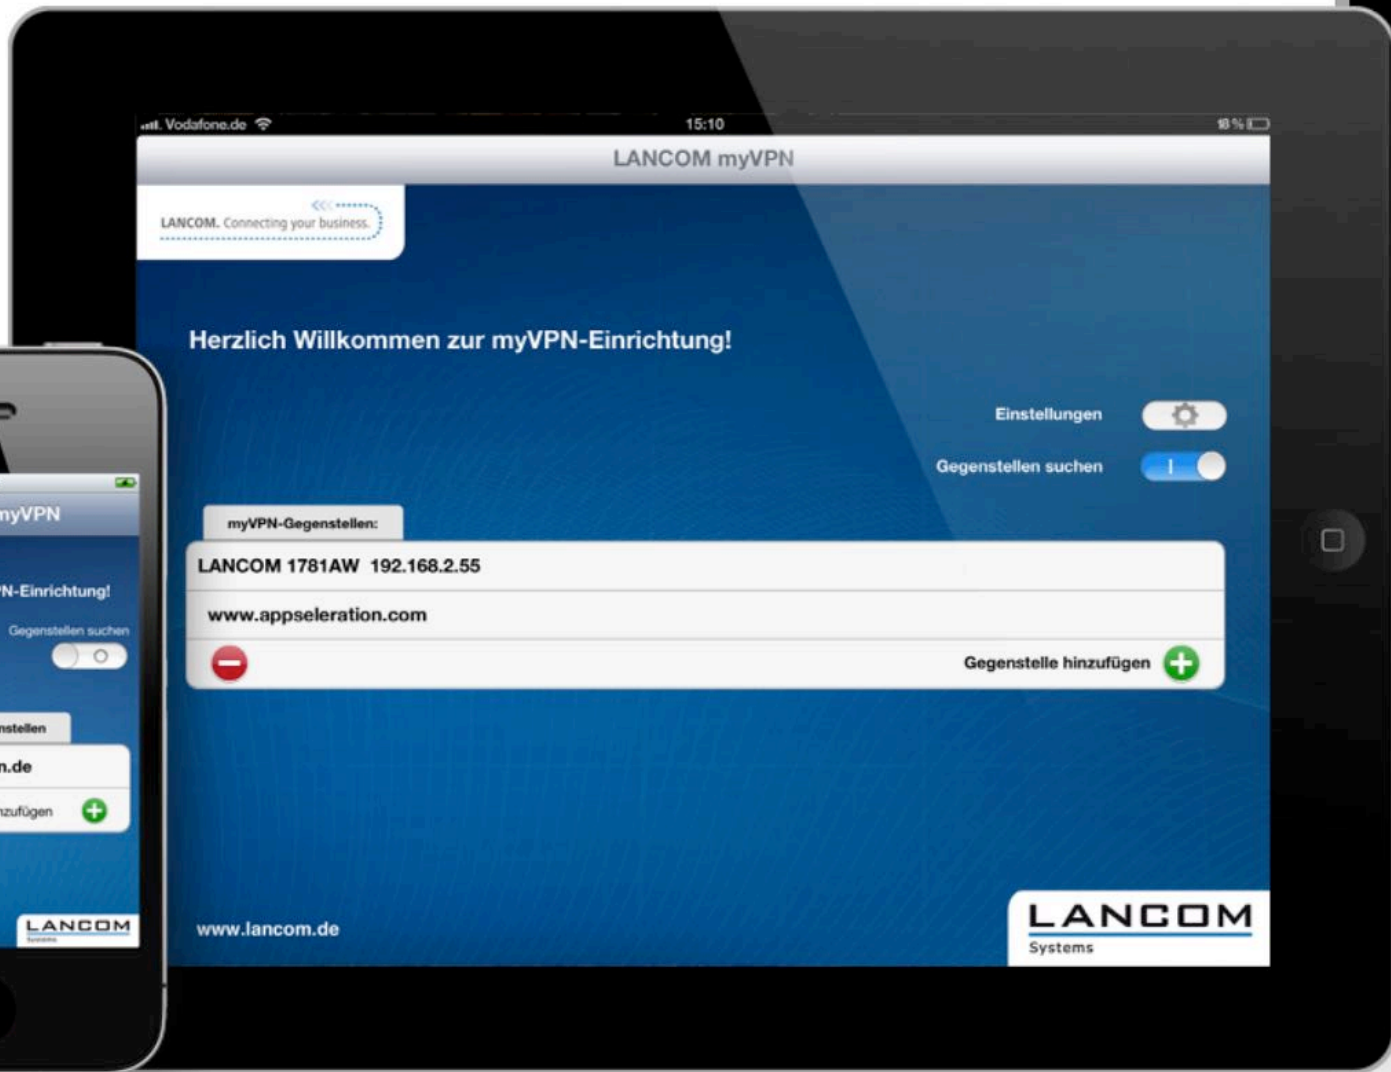 Vodafone.de 15:10 18 %
LANCOM myVPN
LANCOM. Connecting your business.
Herzlich Willkommen zur myVPN-Einrichtung!
Einstellungen
Gegenstellen suchen
myVPN-Gegenstellen:
LANCOM 1781AW 192.168.2.55
www.appseleration.com
Gegenstelle hinzufügen
www.lancom.de
LANCOM
Systems
myVPN
N-Einrichtung!
Gegenstellen suchen
nstellen
n.de
nzufügen
LANCOM
Systems